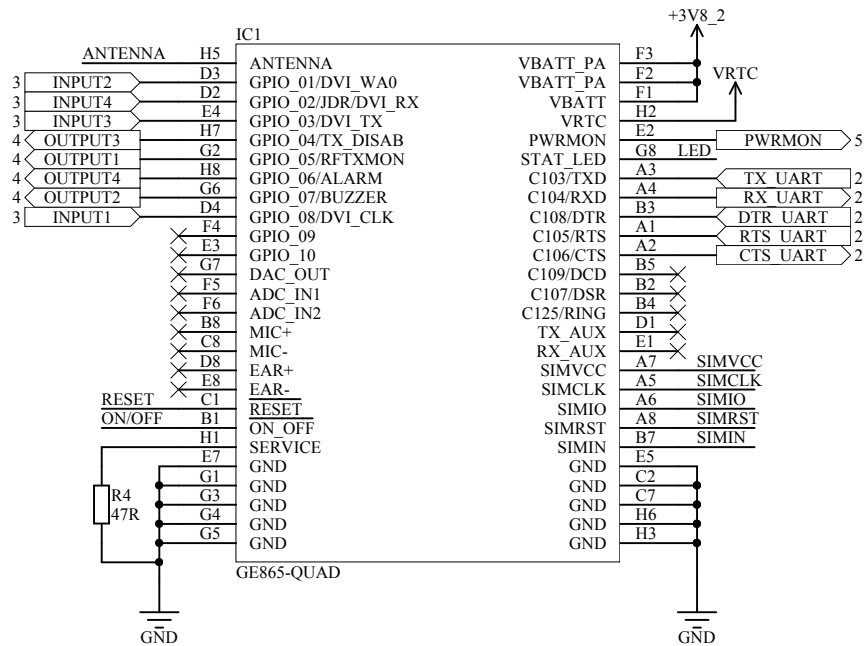 +3V8_2
IC1
ANTENNA H5 ANTENNA VBATT_PA F3
3 INPUT2 D3 GPIO_01/DVI_WA0 VBATT_PA F2 VRTC
3 INPUT4 D2 GPIO_02/JDR/DVI_RX VBATT F1
3 INPUT3 E4 GPIO_03/DVI_TX VRTC H2
4 OUTPUT3 H7 GPIO_04/TX_DISAB PWRMON E2 PWRMON 5
4 OUTPUT1 G2 GPIO_05/RFTXMON STAT_LED G8 LED
4 OUTPUT4 H8 GPIO_06/ALARM C103/TXD A3 TX_UART 2
4 OUTPUT2 G6 GPIO_07/BUZZER C104/RXD A4 RX_UART 2
3 INPUT1 D4 GPIO_08/DVI_CLK C108/DTR B3 DTR_UART 2
F4 GPIO_09 C105/RTS A1 RTS_UART 2
E3 GPIO_10 C106/CTS A2 CTS_UART 2
G7 DAC_OUT C109/DCD B5
F5 ADC_IN1 C107/DSR B2
F6 ADC_IN2 C125/RING B4
B8 MIC+ TX_AUX D1
C8 MIC- RX_AUX E1
D8 EAR+ SIMVCC A7 SIMVCC
E8 EAR- SIMCLK A5 SIMCLK
RESET C1 RESET SIMIO A6 SIMIO
ON/OFF B1 ON_OFF SIMRST A8 SIMRST
H1 SERVICE SIMIN B7 SIMIN
E7 GND GND E5
G1 GND GND C2
R4 G3 GND GND C7
47R G4 GND GND H6
G5 GND GND H3
GE865-QUAD
GND GND